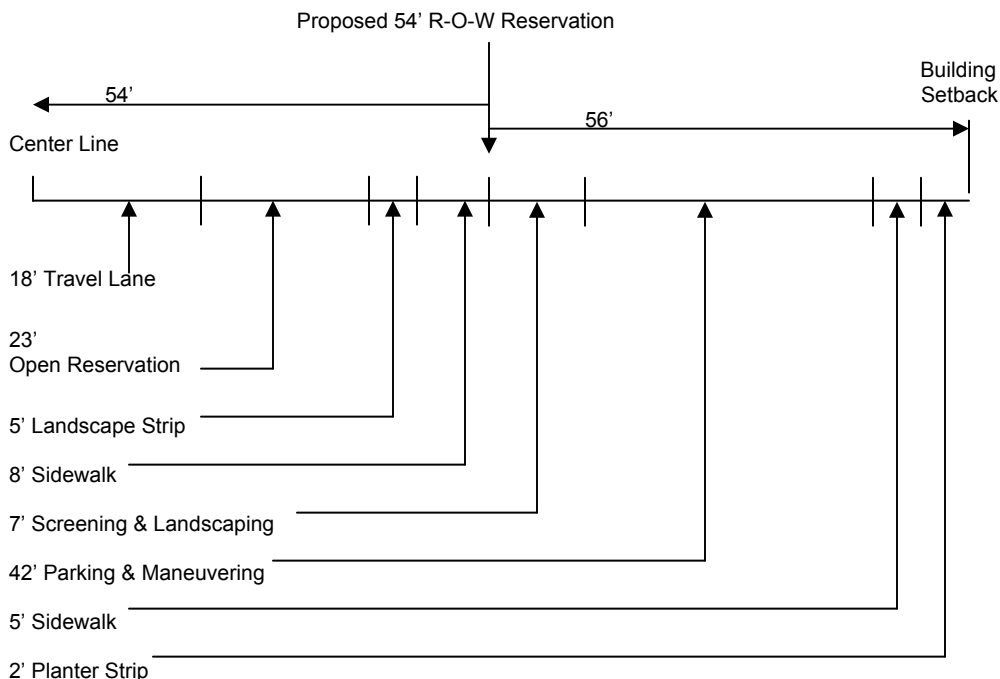 Proposed 54’ R-O-W Reservation
Building
Setback
54’
56’
Center Line
18’ Travel Lane
23’
Open Reservation
5’ Landscape Strip
8’ Sidewalk
7’ Screening & Landscaping
42’ Parking & Maneuvering
5’ Sidewalk
2’ Planter Strip